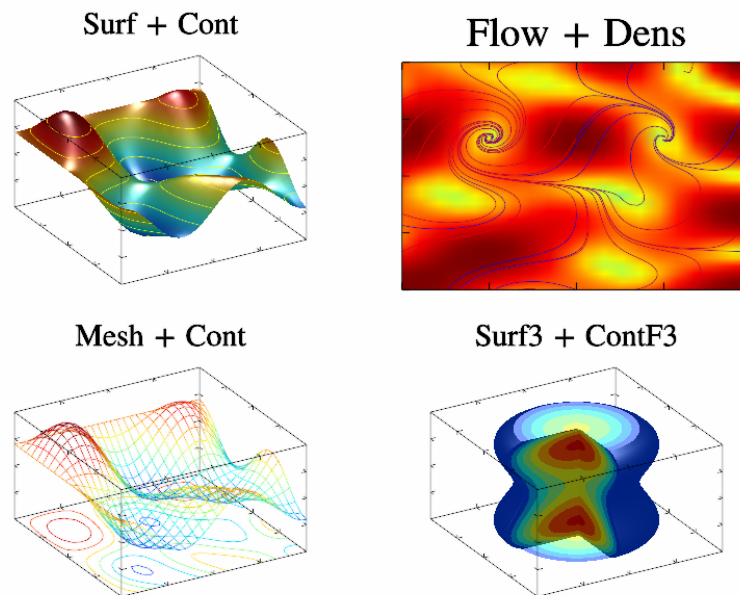 Surf + Cont
Flow + Dens
Mesh + Cont
Surf3 + ContF3